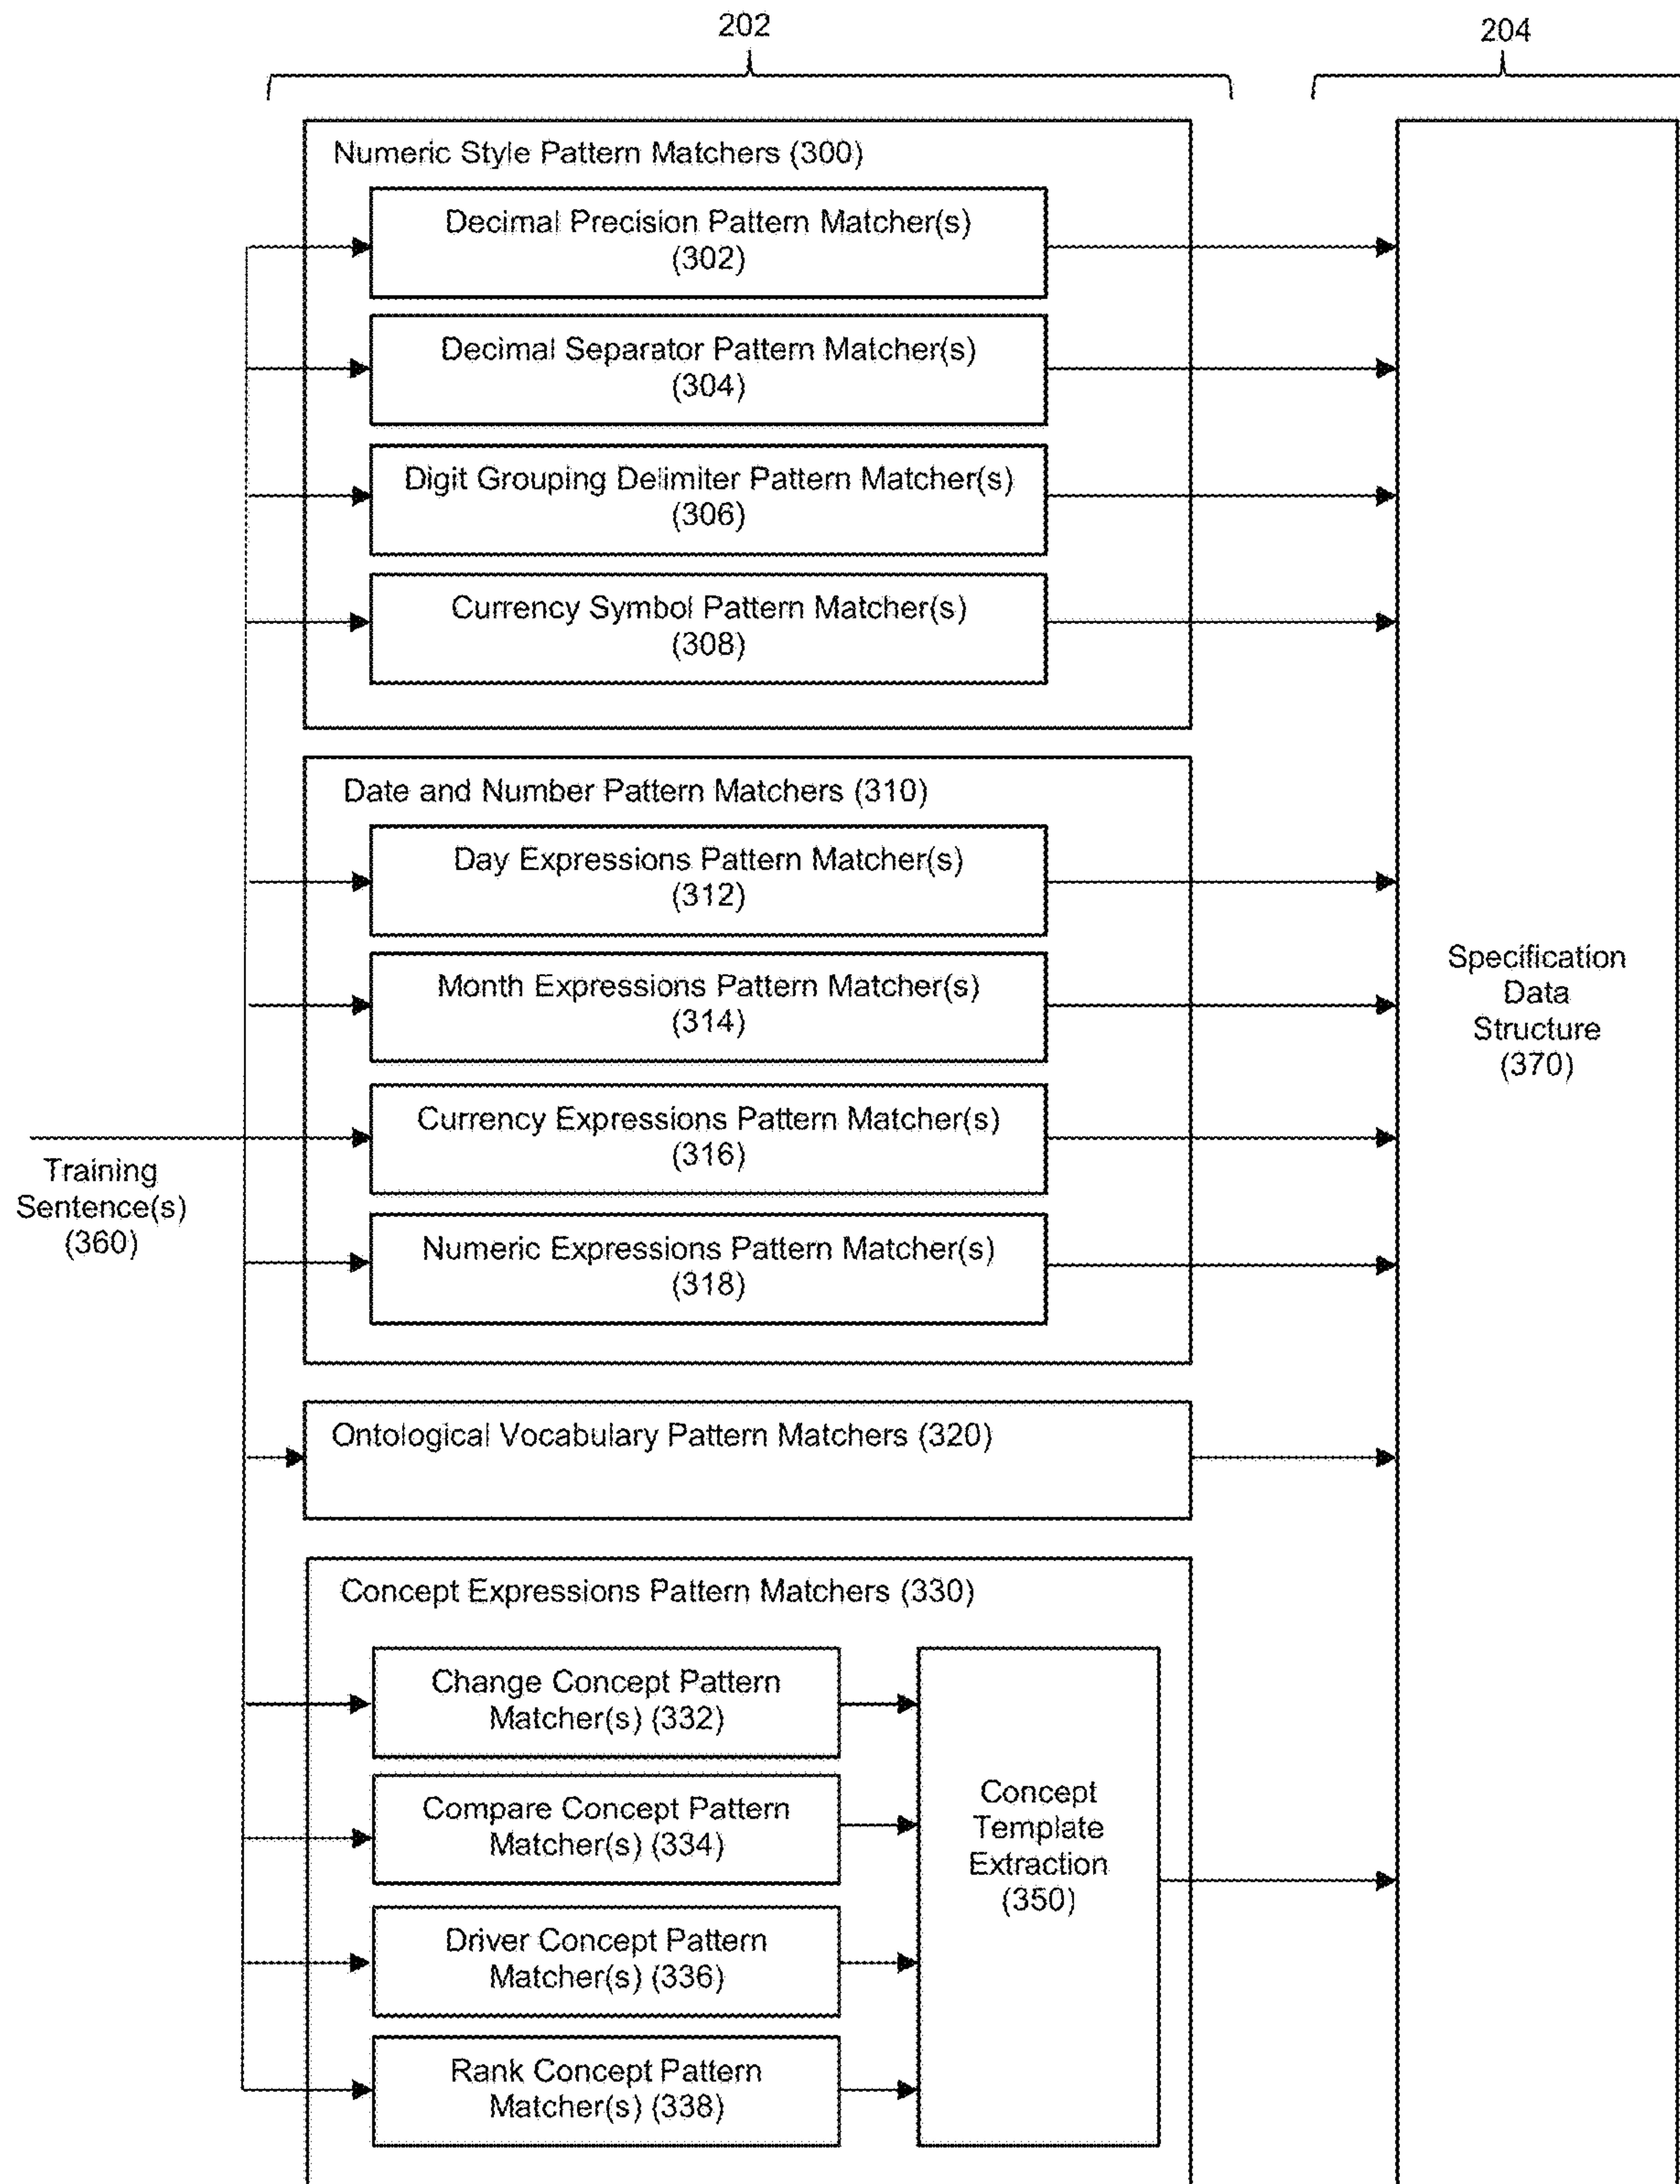 202
204
Numeric Style Pattern Matchers (300)
Decimal Precision Pattern Matcher(s)
(302)
Decimal Separator Pattern Matcher(s)
(304)
Digit Grouping Delimiter Pattern Matcher(s)
(306)
Currency Symbol Pattern Matcher(s)
(308)
Date and Number Pattern Matchers (310)
Day Expressions Pattern Matcher(s)
(312)
Month Expressions Pattern Matcher(s)
(314)
Currency Expressions Pattern Matcher(s)
(316)
Numeric Expressions Pattern Matcher(s)
(318)
Training
Sentence(s)
(360)
Specification
Data
Structure
(370)
Ontological Vocabulary Pattern Matchers (320)
Concept Expressions Pattern Matchers (330)
Change Concept Pattern
Matcher(s) (332)
Compare Concept Pattern
Matcher(s) (334)
Driver Concept Pattern
Matcher(s) (336)
Rank Concept Pattern
Matcher(s) (338)
Concept
Template
Extraction
(350)